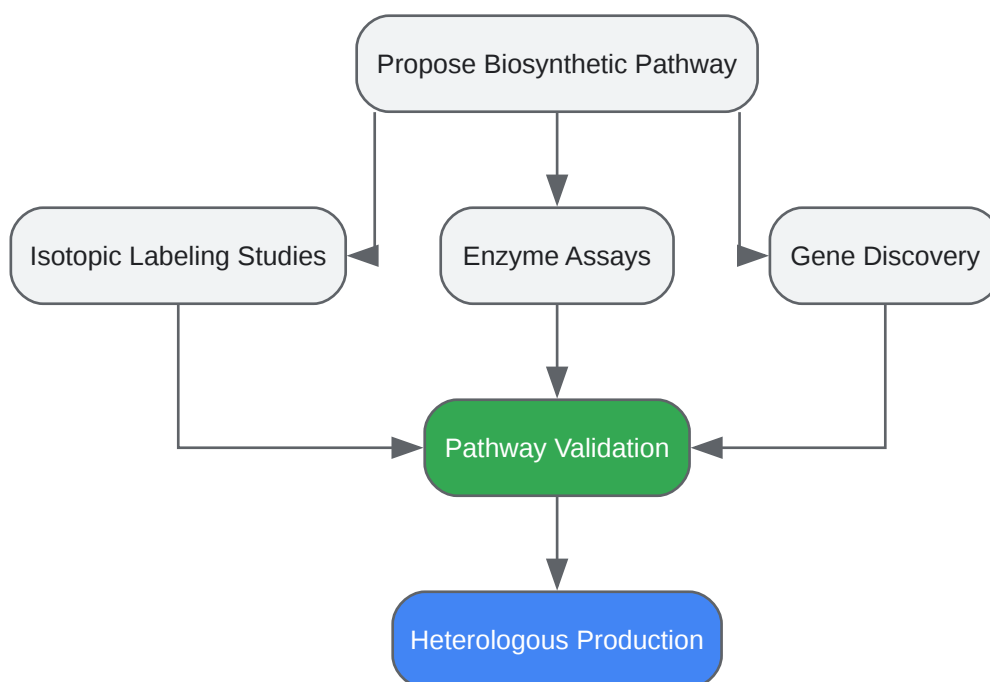 Propose Biosynthetic Pathway
Isotopic Labeling Studies
Enzyme Assays
Gene Discovery
Pathway Validation
Heterologous Production